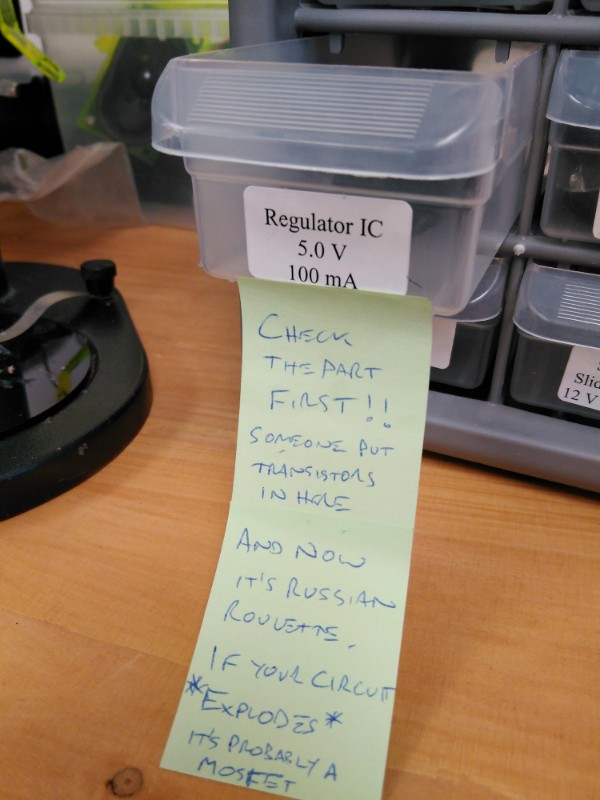 Regulator IC
5.0 V
100 mA
CHECK
THE PART
FIRST!!
SOMEONE PUT
TRANSISTORS
IN HERE
AND NOW
IT'S RUSSIAN
ROULETTE.
IF YOUR CIRCUIT
*EXPLODES*
IT'S PROBABLY A
MOSFET
Slid
12 V